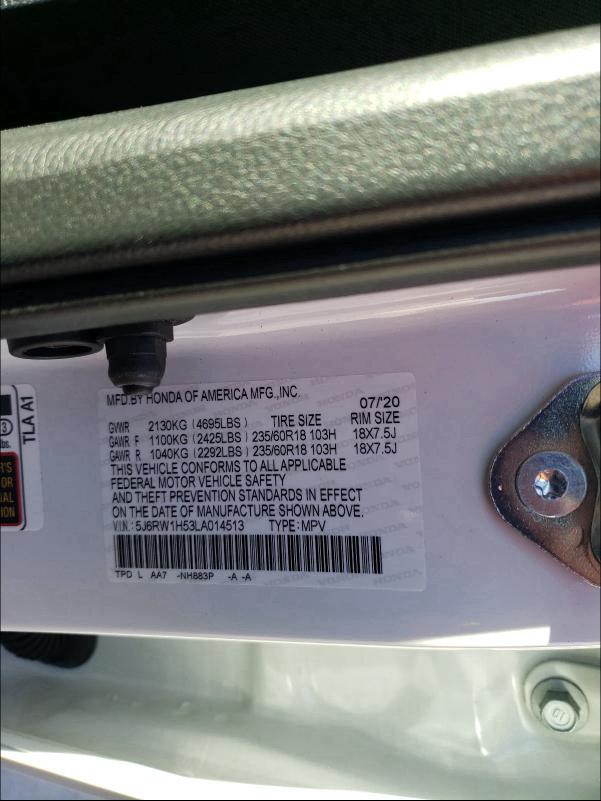 MFD.BY HONDA OF AMERICA MFG.,INC. 07/'20
GVWR 2130KG (4695LBS) TIRE SIZE RIM SIZE
GAWR F 1100KG (2425LBS) 235/60R18 103H 18X7.5J
GAWR R 1040KG (2292LBS) 235/60R18 103H 18X7.5J
THIS VEHICLE CONFORMS TO ALL APPLICABLE
FEDERAL MOTOR VEHICLE SAFETY
AND THEFT PREVENTION STANDARDS IN EFFECT
ON THE DATE OF MANUFACTURE SHOWN ABOVE.
V.I.N.: 5J6RW1H53LA014513 TYPE:MPV
TPD L AA7 -NH883P -A -A
TLA A1
3
lbs.